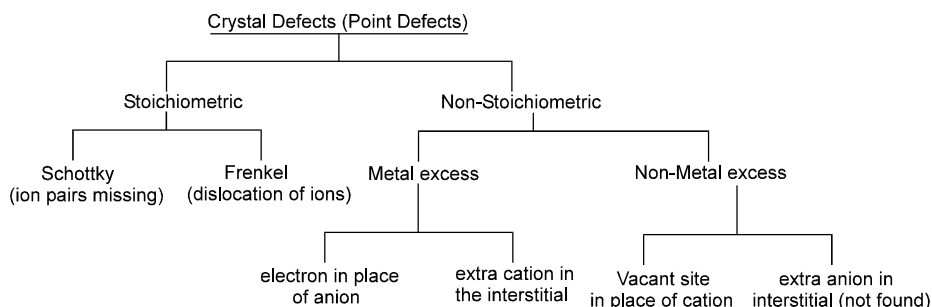 Crystal Defects (Point Defects)
Stoichiometric
Non-Stoichiometric
Schottky
(ion pairs missing)
Frenkel
(dislocation of ions)
Metal excess
Non-Metal excess
electron in place
of anion
extra cation in
the interstitial
Vacant site
in place of cation
extra anion in
interstitial (not found)